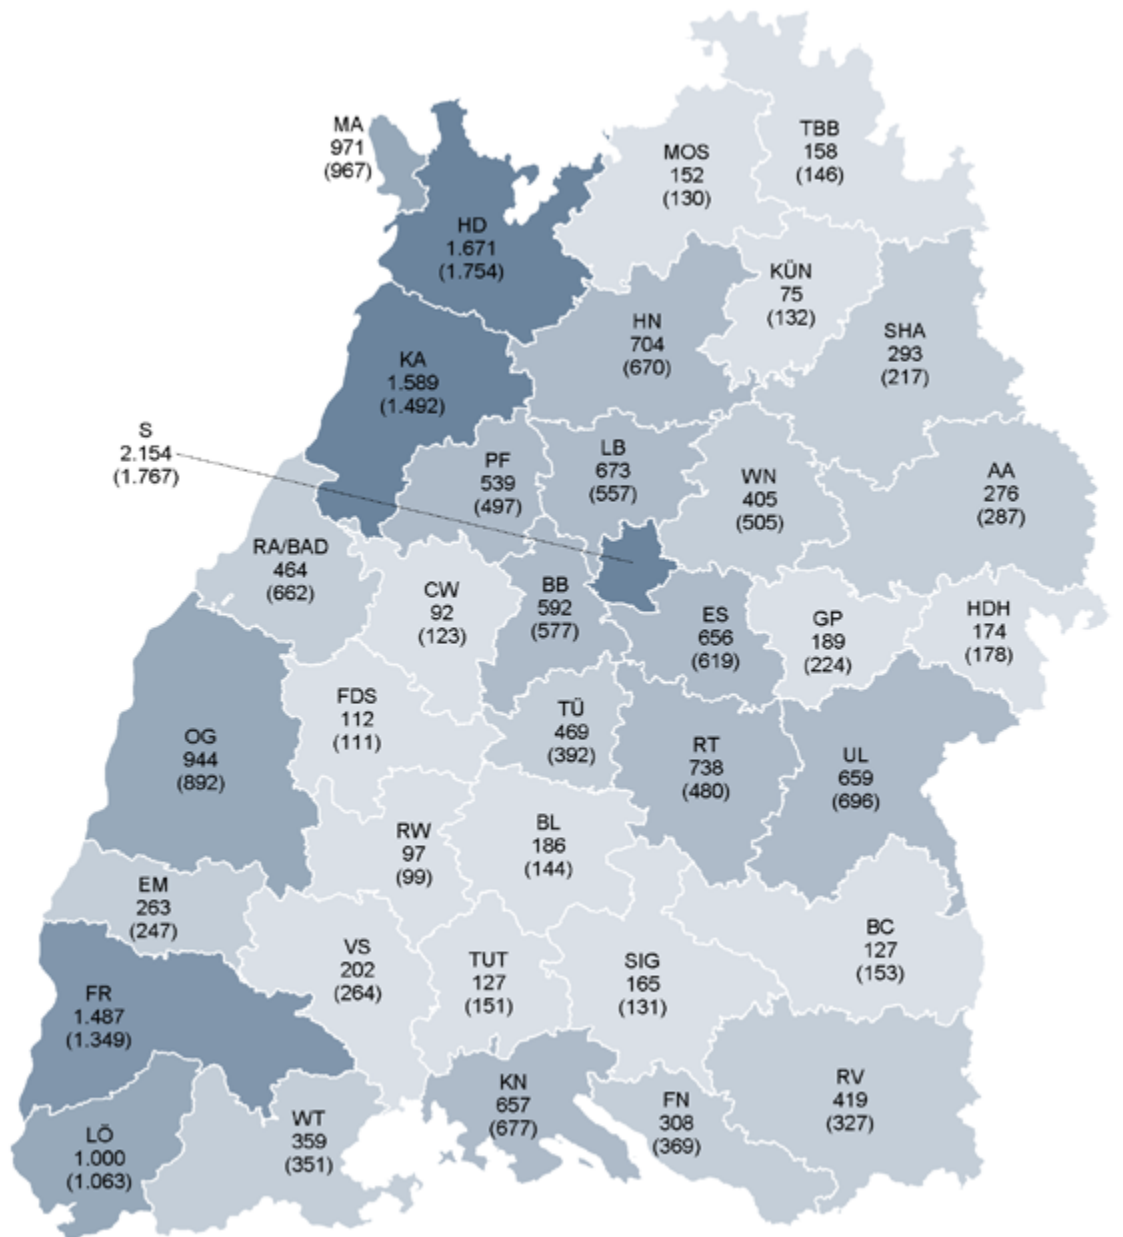 MA
971
(967)
TBB
158
(146)
MOS
152
(130)
HD
1.671
(1.754)
KÜN
75
(132)
HN
704
(670)
SHA
293
(217)
KA
1.589
(1.492)
S
2.154
(1.767)
PF
539
(497)
LB
673
(557)
WN
405
(505)
AA
276
(287)
RA/BAD
464
(662)
CW
92
(123)
BB
592
(577)
ES
656
(619)
GP
189
(224)
HDH
174
(178)
FDS
112
(111)
TÜ
469
(392)
OG
944
(892)
RT
738
(480)
UL
659
(696)
RW
97
(99)
BL
186
(144)
EM
263
(247)
VS
202
(264)
TUT
127
(151)
SIG
165
(131)
BC
127
(153)
FR
1.487
(1.349)
KN
657
(677)
FN
308
(369)
RV
419
(327)
LÖ
1.000
(1.063)
WT
359
(351)